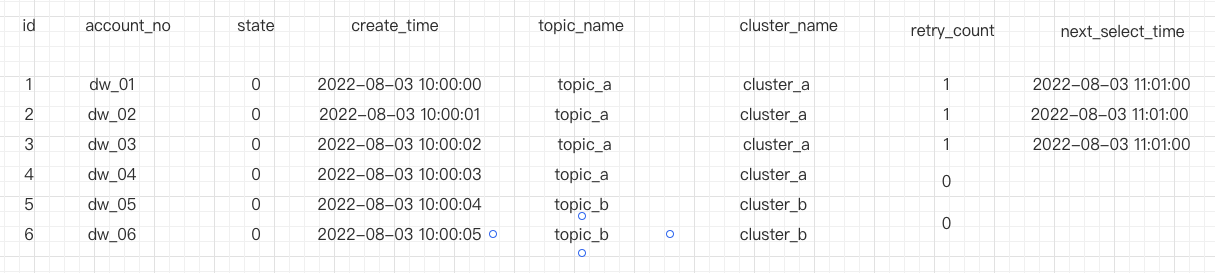 id account_no state create_time topic_name cluster_name retry_count next_select_time
1 dw_01 0 2022-08-03 10:00:00 topic_a cluster_a 1 2022-08-03 11:01:00
2 dw_02 0 2022-08-03 10:00:01 topic_a cluster_a 1 2022-08-03 11:01:00
3 dw_03 0 2022-08-03 10:00:02 topic_a cluster_a 1 2022-08-03 11:01:00
4 dw_04 0 2022-08-03 10:00:03 topic_a cluster_a 0
5 dw_05 0 2022-08-03 10:00:04 topic_b cluster_b 0
6 dw_06 0 2022-08-03 10:00:05 topic_b cluster_b